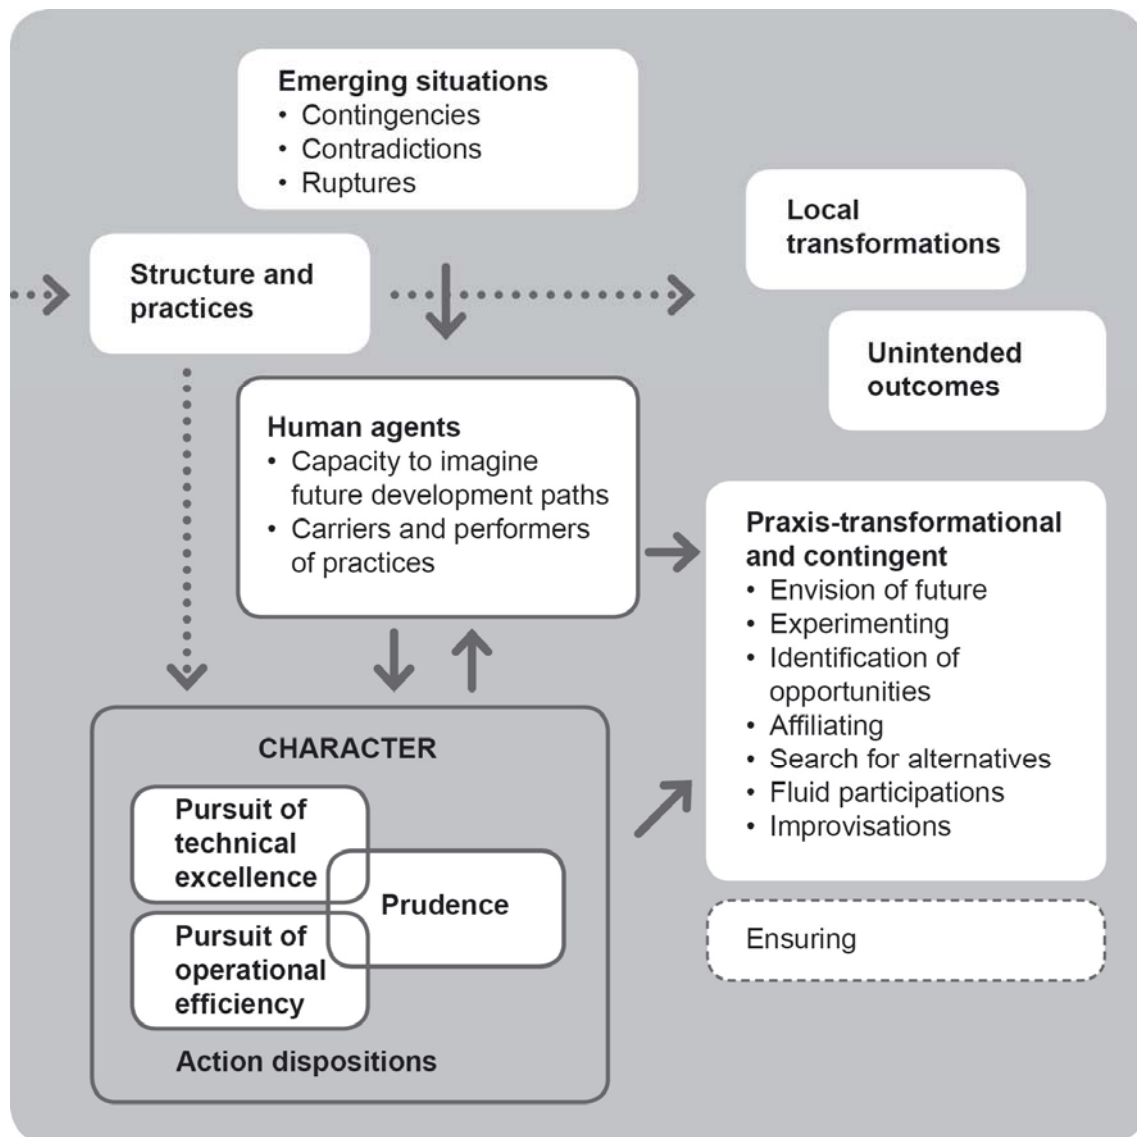 Emerging situations
• Contingencies
• Contradictions
• Ruptures
Local
transformations
Structure and
practices
Unintended
outcomes
Human agents
• Capacity to imagine
future development paths
• Carriers and performers
of practices
Praxis-transformational
and contingent
• Envision of future
• Experimenting
• Identification of
opportunities
• Affiliating
• Search for alternatives
• Fluid participations
• Improvisations
CHARACTER
Pursuit of
technical
excellence
Prudence
Pursuit of
operational
efficiency
Action dispositions
Ensuring